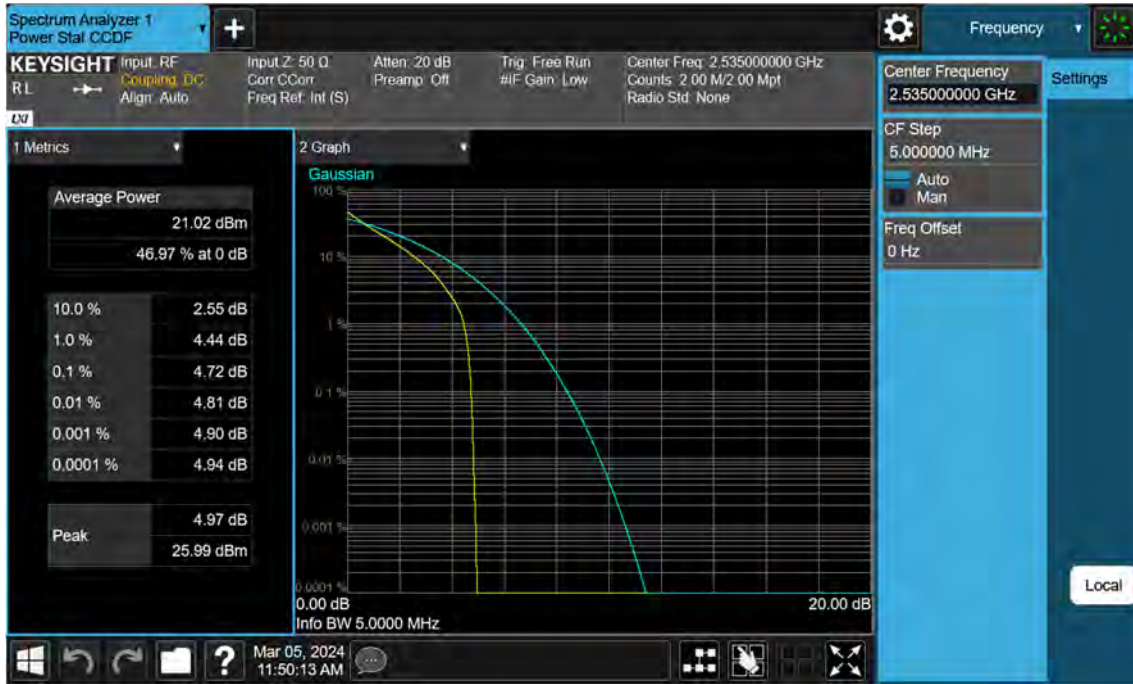 Spectrum Analyzer 1
Power Stat CCDF
Frequency
KEYSIGHT
RL
LXI
Input: RF
Coupling: DC
Align: Auto
Input Z: 50 Ω
Corr CCorr
Freq Ref: Int (S)
Atten: 20 dB
Preamp: Off
Trig: Free Run
#IF Gain: Low
Center Freq: 2.535000000 GHz
Counts: 2.00 M/2.00 Mpt
Radio Std: None
Center Frequency
2.535000000 GHz
Settings
CF Step
5.000000 MHz
Auto
Man
Freq Offset
0 Hz
Local
1 Metrics
Average Power
21.02 dBm
46.97 % at 0 dB
10.0 % 2.55 dB
1.0 % 4.44 dB
0.1 % 4.72 dB
0.01 % 4.81 dB
0.001 % 4.90 dB
0.0001 % 4.94 dB
Peak
4.97 dB
25.99 dBm
2 Graph
Gaussian
100 %
10 %
1 %
0.1 %
0.01 %
0.001 %
0.0001 %
0.00 dB 20.00 dB
Info BW 5.0000 MHz
?
Mar 05, 2024
11:50:13 AM